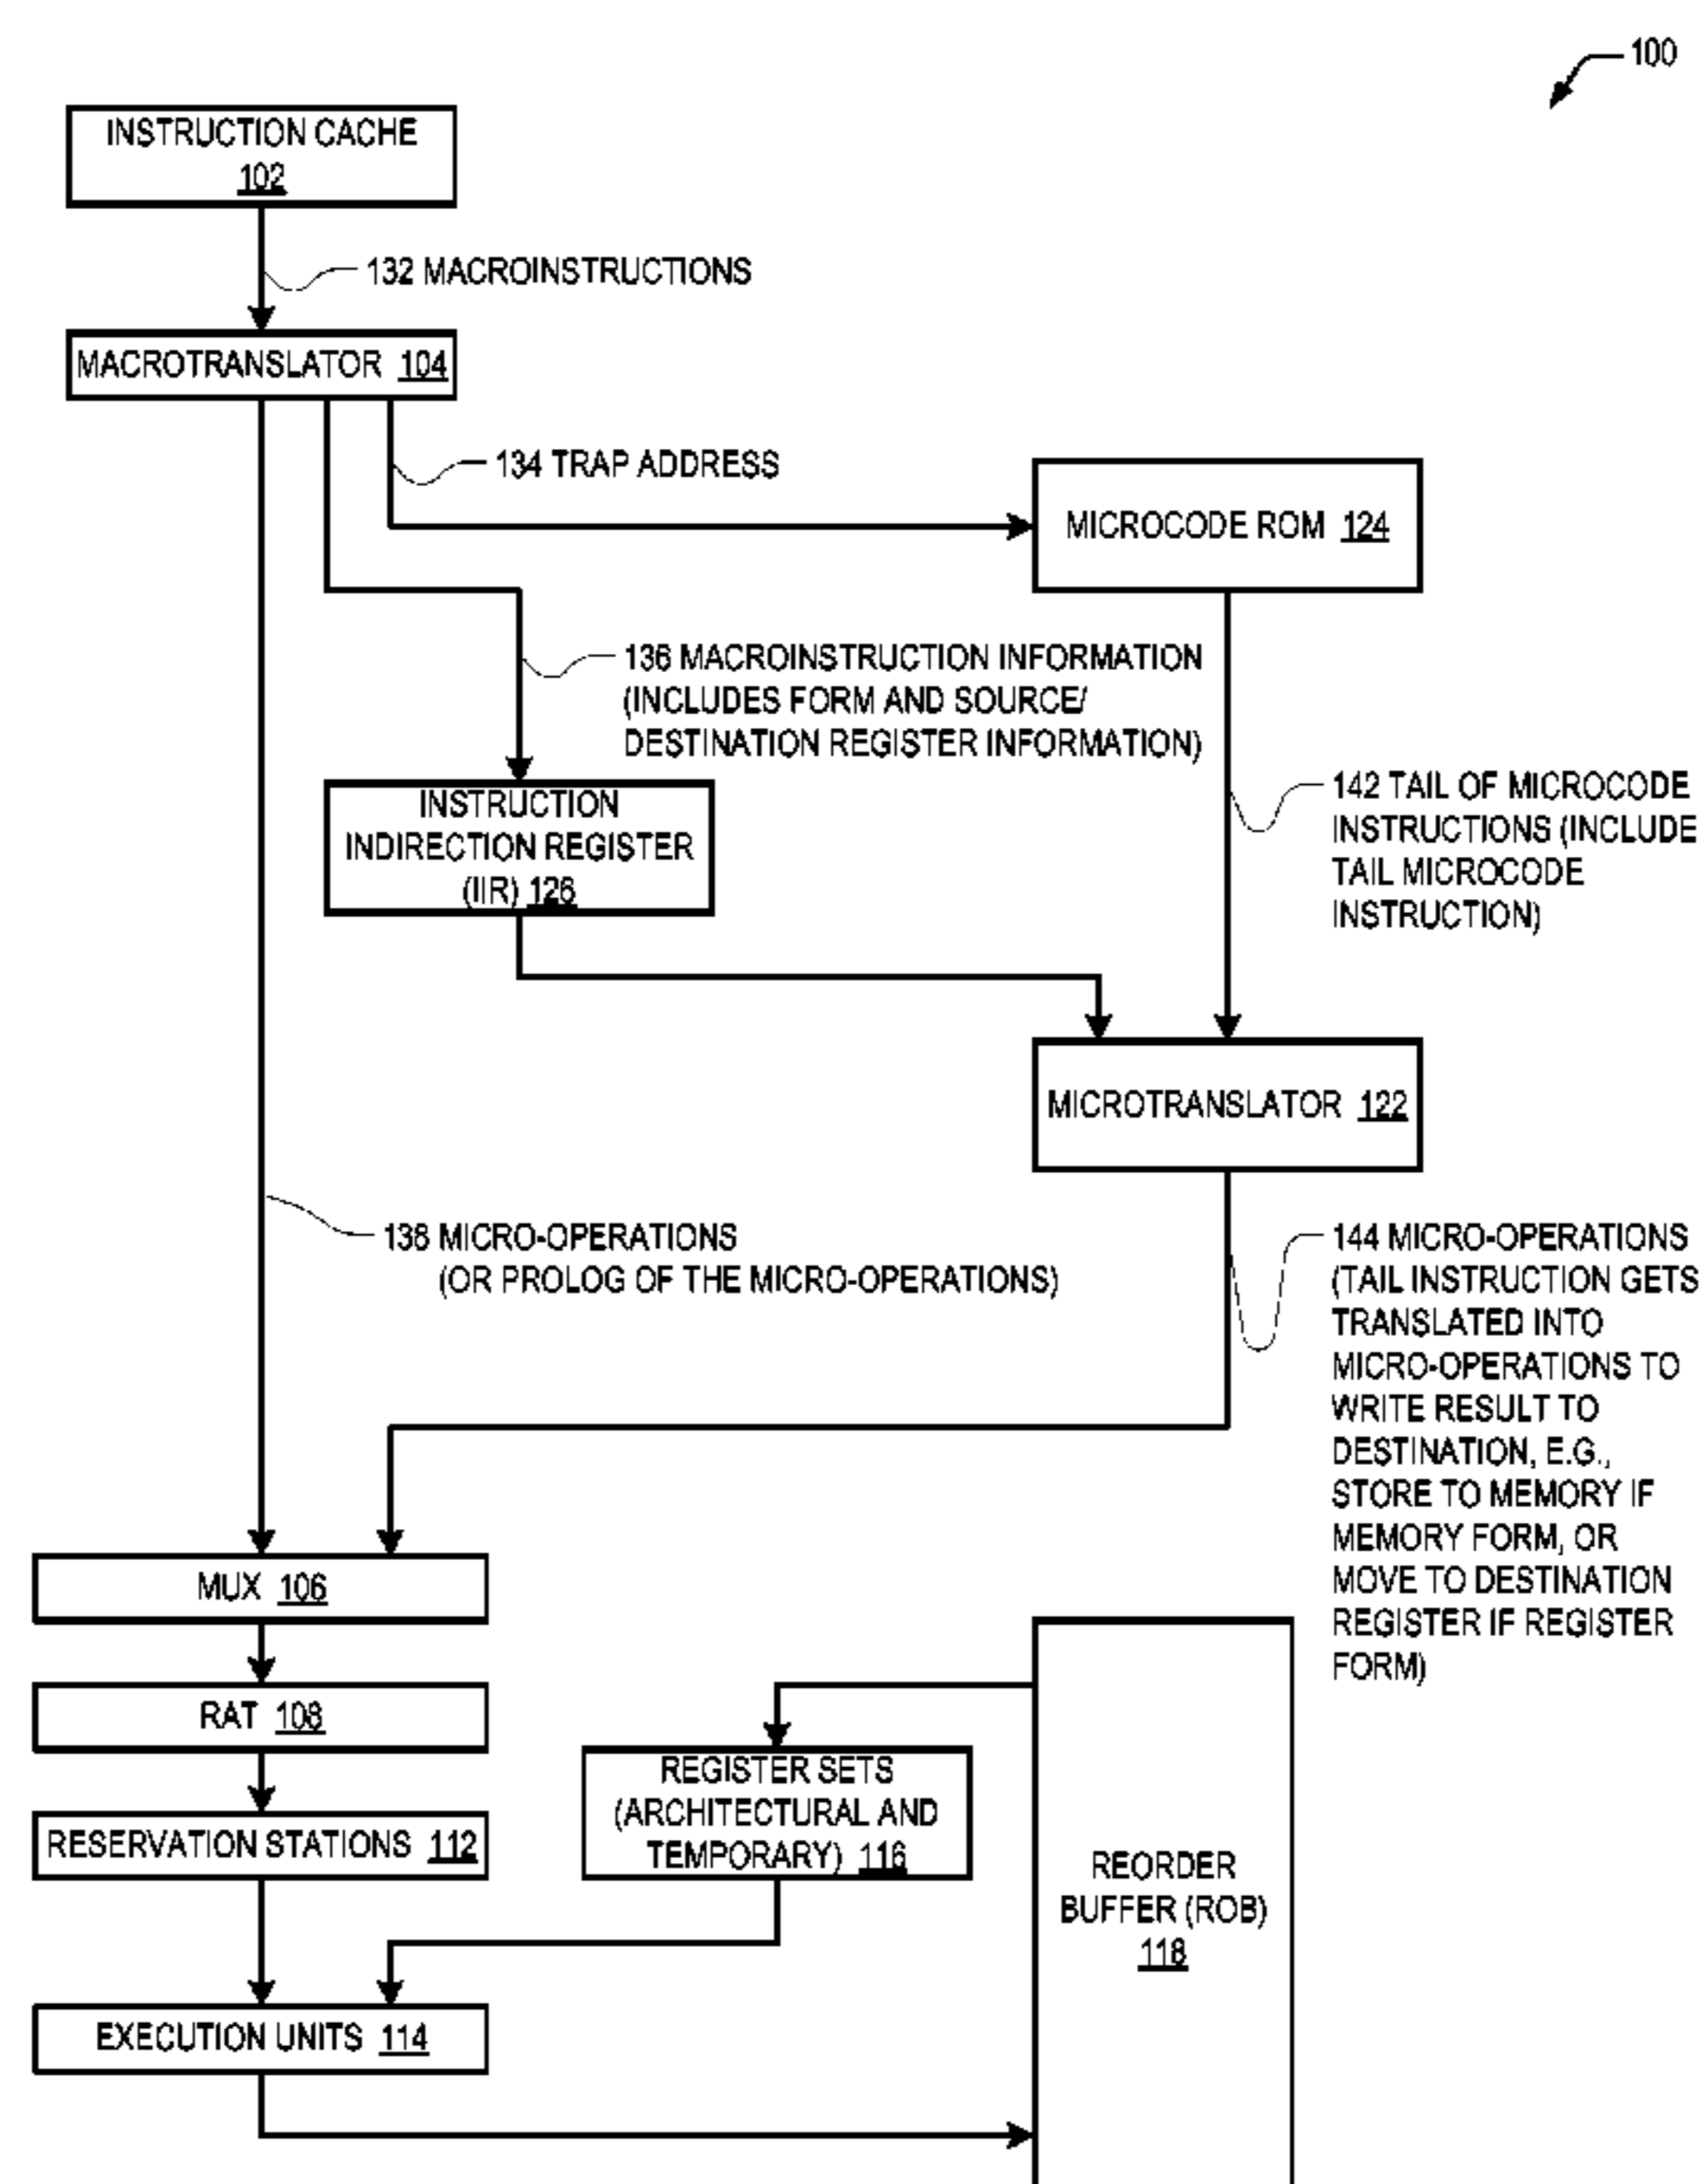 100
INSTRUCTION CACHE
102
132 MACROINSTRUCTIONS
MACROTRANSLATOR 104
134 TRAP ADDRESS
MICROCODE ROM 124
136 MACROINSTRUCTION INFORMATION
(INCLUDES FORM AND SOURCE/
DESTINATION REGISTER INFORMATION)
INSTRUCTION
INDIRECTION REGISTER
(IIR) 126
142 TAIL OF MICROCODE
INSTRUCTIONS (INCLUDE
TAIL MICROCODE
INSTRUCTION)
MICROTRANSLATOR 122
138 MICRO-OPERATIONS
(OR PROLOG OF THE MICRO-OPERATIONS)
144 MICRO-OPERATIONS
(TAIL INSTRUCTION GETS
TRANSLATED INTO
MICRO-OPERATIONS TO
WRITE RESULT TO
DESTINATION, E.G.,
STORE TO MEMORY IF
MEMORY FORM, OR
MOVE TO DESTINATION
REGISTER IF REGISTER
FORM)
MUX 106
RAT 108
RESERVATION STATIONS 112
REGISTER SETS
(ARCHITECTURAL AND
TEMPORARY) 116
REORDER
BUFFER (ROB)
118
EXECUTION UNITS 114